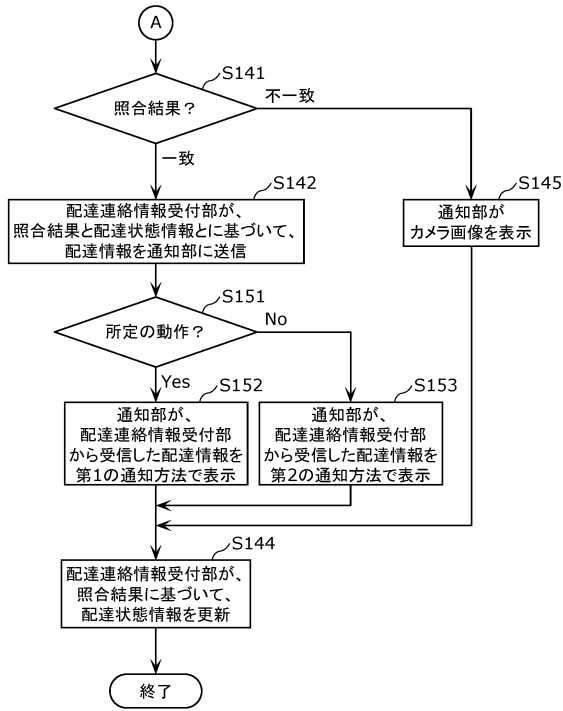 A
S141
照合結果？
不一致
一致
S142
配達連絡情報受付部が、
照合結果と配達状態情報とに基づいて、
配達情報を通知部に送信
S145
通知部が
カメラ画像を表示
S151
所定の動作？
No
Yes
S152
通知部が、
配達連絡情報受付部
から受信した配達情報を
第1の通知方法で表示
S153
通知部が、
配達連絡情報受付部
から受信した配達情報を
第2の通知方法で表示
S144
配達連絡情報受付部が、
照合結果に基づいて、
配達状態情報を更新
終了